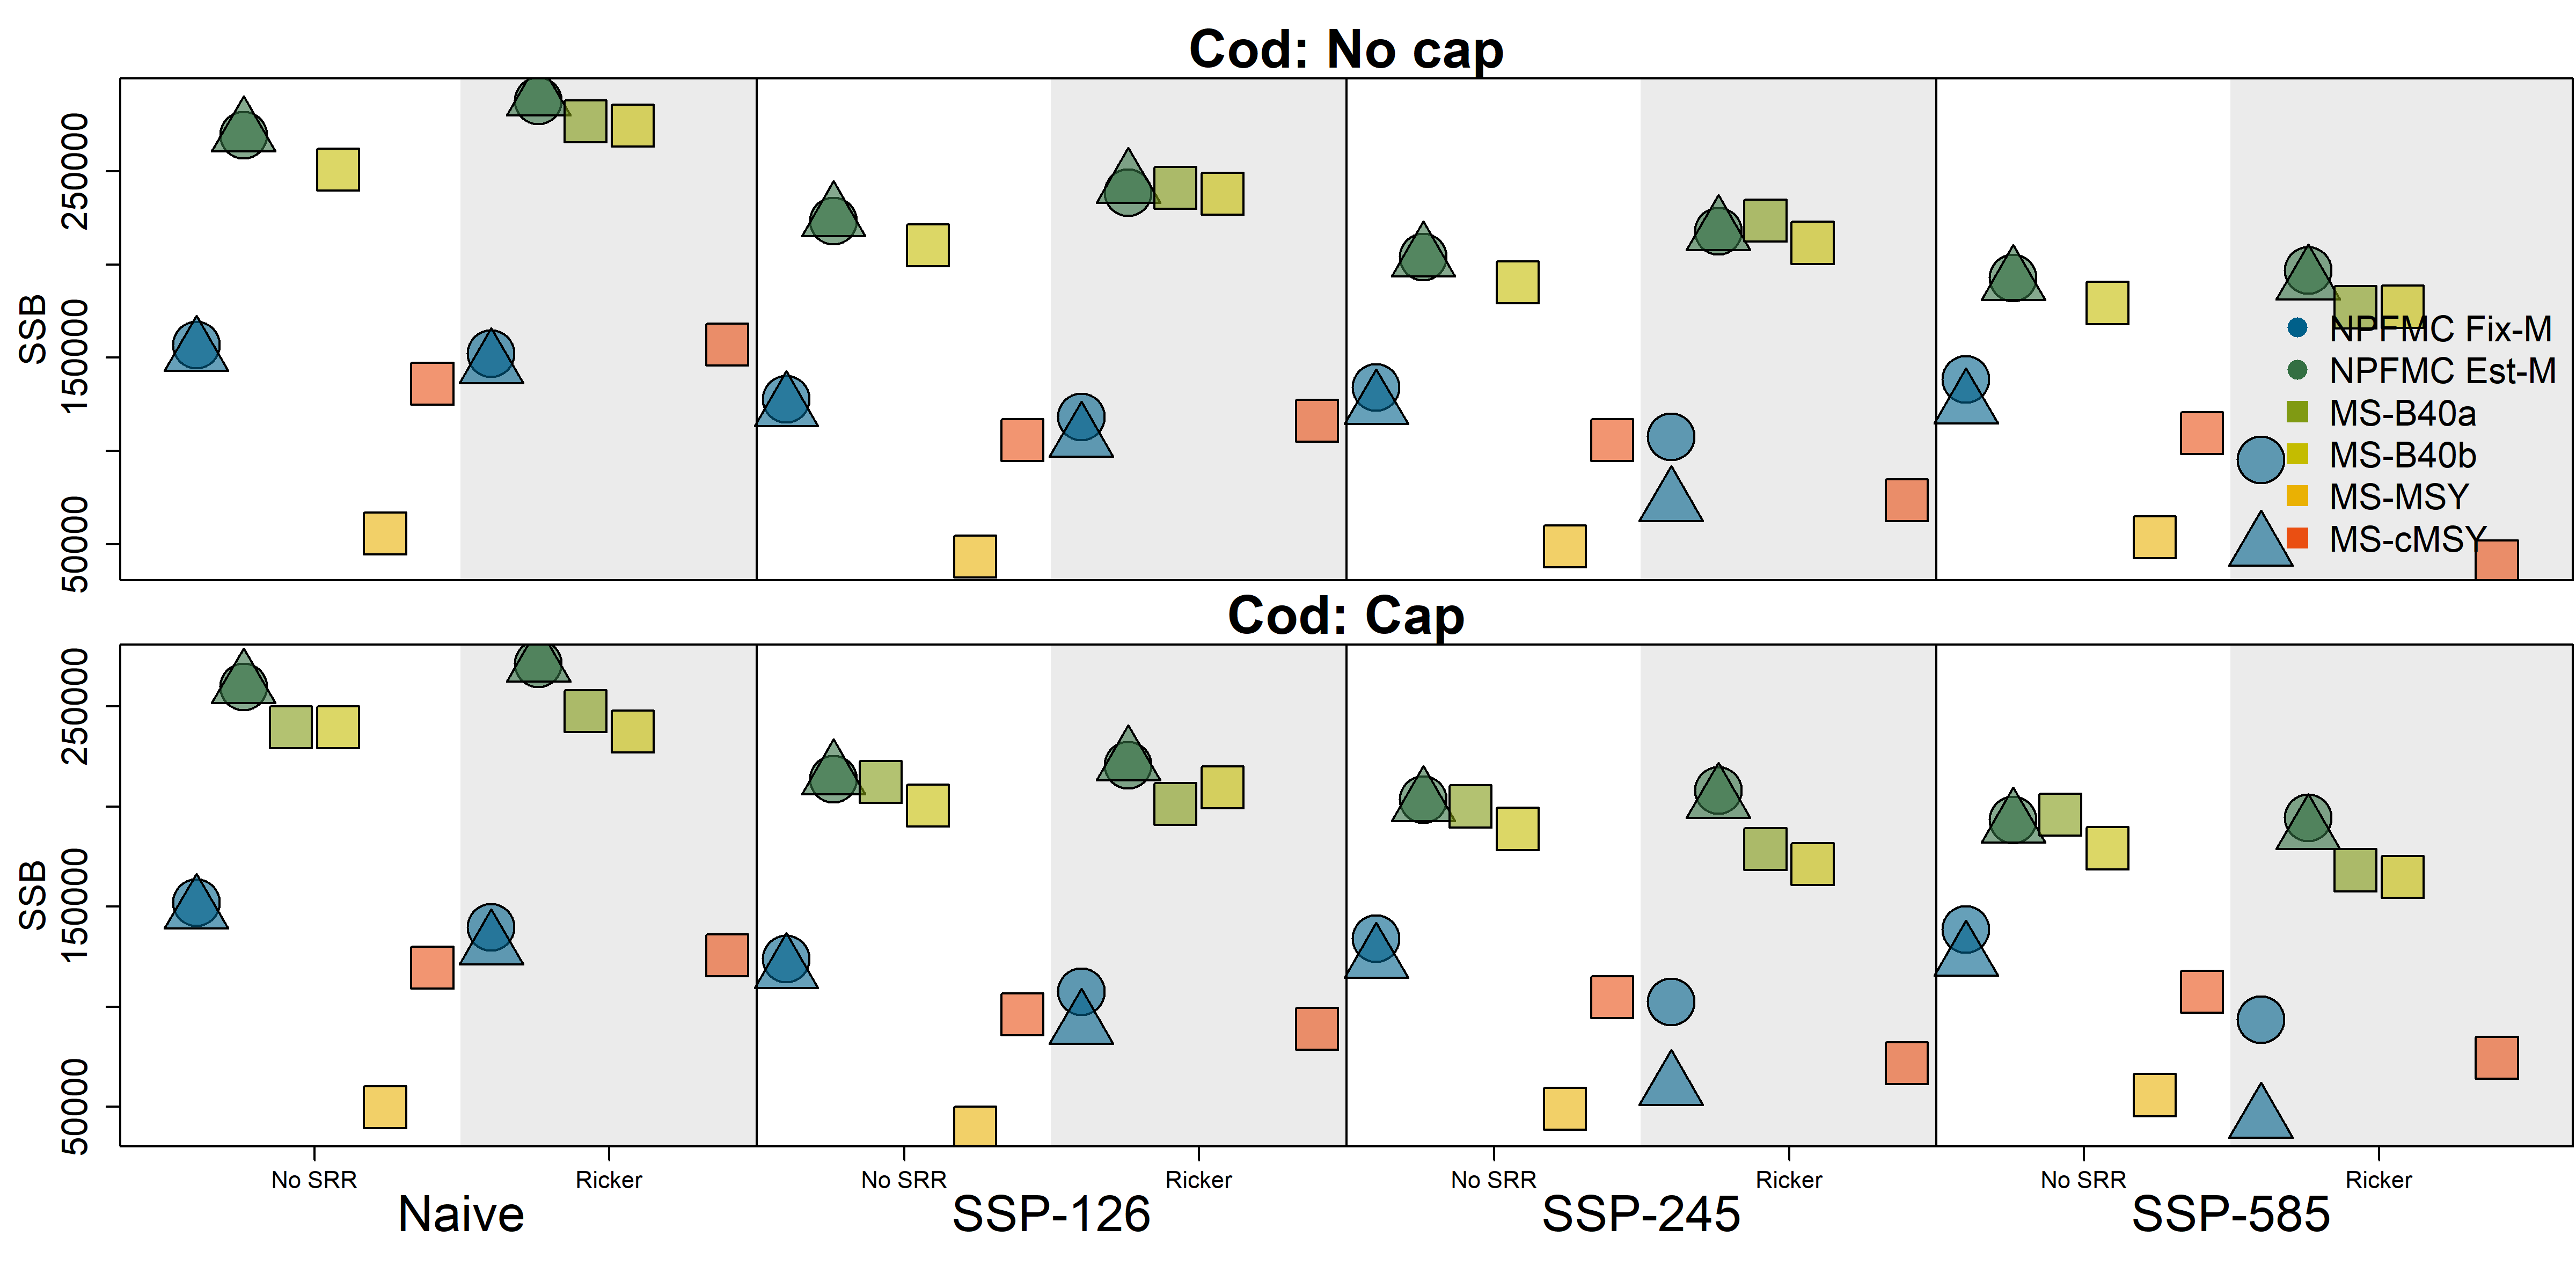 Cod: No cap
SSB
250000
150000
50000
NPFMC Fix-M
NPFMC Est-M
MS-B40a
MS-B40b
MS-MSY
MS-cMSY
Cod: Cap
SSB
250000
150000
50000
No SRR
Ricker
No SRR
Ricker
No SRR
Ricker
No SRR
Ricker
Naive
SSP-126
SSP-245
SSP-585